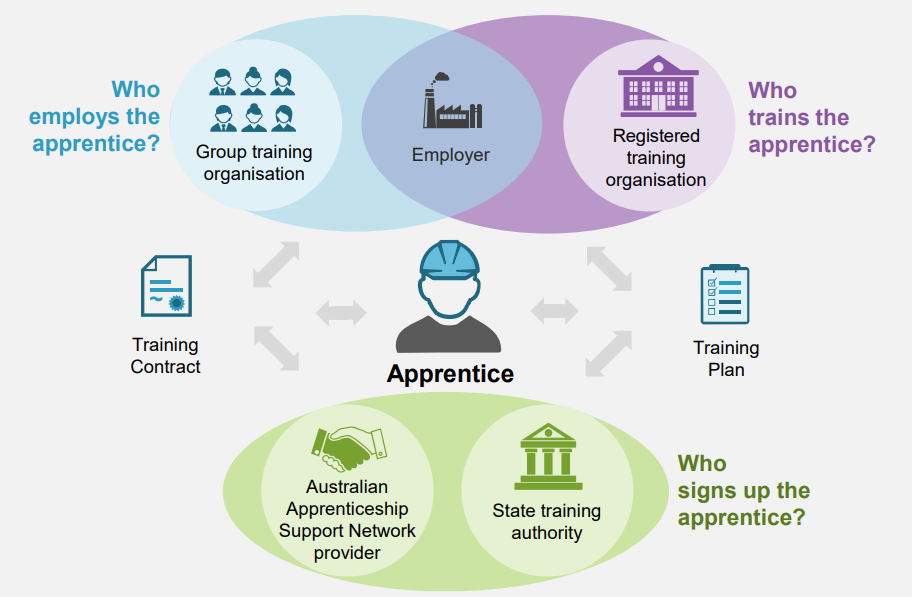 Who
employs the
apprentice?
Group training
organisation
Employer
Registered
training
organisation
Who
trains the
apprentice?
Training
Contract
Apprentice
Training
Plan
Australian
Apprenticeship
Support Network
provider
State training
authority
Who
signs up the
apprentice?